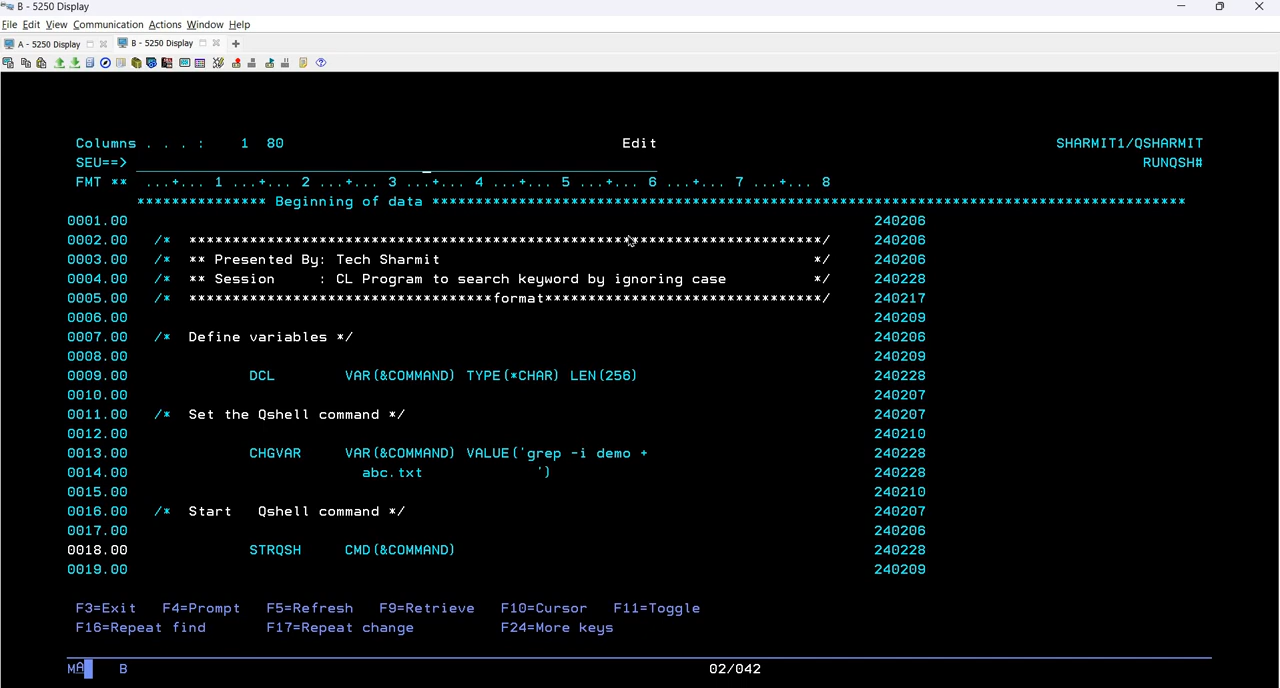 B - 5250 Display
File Edit View Communication Actions Window Help
A - 5250 Display B - 5250 Display
Columns . . . : 1 80 Edit SHARMIT1/QSHARMIT
SEU==> RUNQSH#
FMT ** ...+... 1 ...+... 2 ...+... 3 ...+... 4 ...+... 5 ...+... 6 ...+... 7 ...+... 8
*************** Beginning of data ***************************************************************************************
0001.00 240206
0002.00 /* *************************************************************************/ 240206
0003.00 /* ** Presented By: Tech Sharmit */ 240206
0004.00 /* ** Session : CL Program to search keyword by ignoring case */ 240228
0005.00 /* ***********************************format********************************/ 240217
0006.00 240209
0007.00 /* Define variables */ 240206
0008.00 240209
0009.00 DCL VAR(&COMMAND) TYPE(*CHAR) LEN(256) 240228
0010.00 240207
0011.00 /* Set the Qshell command */ 240207
0012.00 240210
0013.00 CHGVAR VAR(&COMMAND) VALUE('grep -i demo + 240228
0014.00 abc.txt ') 240228
0015.00 240210
0016.00 /* Start Qshell command */ 240207
0017.00 240206
0018.00 STRQSH CMD(&COMMAND) 240228
0019.00 240209
F3=Exit F4=Prompt F5=Refresh F9=Retrieve F10=Cursor F11=Toggle
F16=Repeat find F17=Repeat change F24=More keys
MA B 02/042